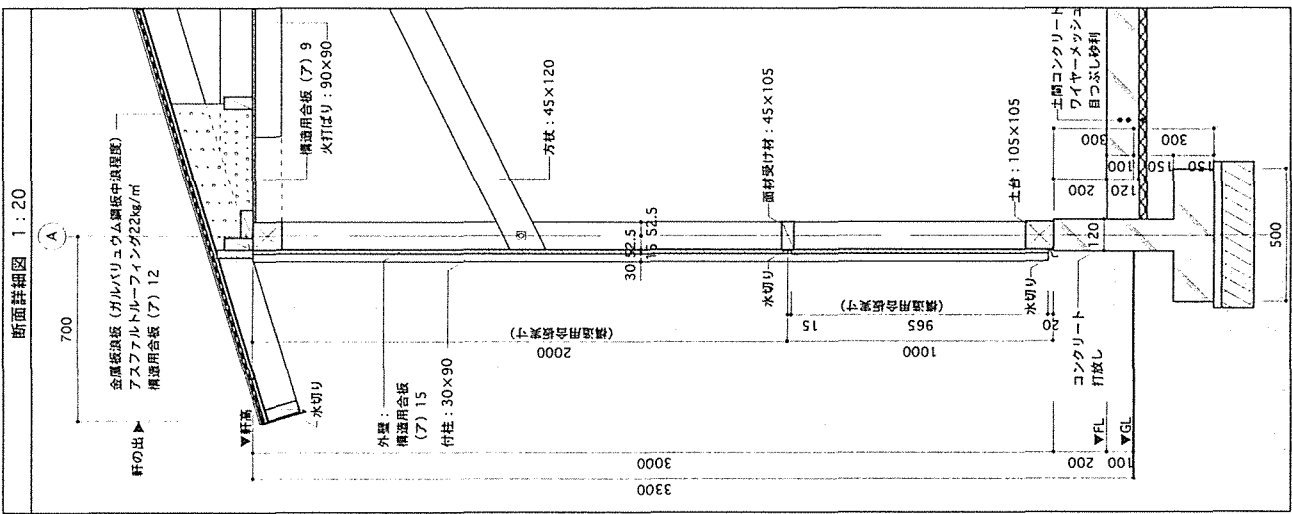 断面詳細図 1:20
A
700
金属板浪板（ガルバリュウム鋼板中浪程度）
アスファルトルーフィング22kg/㎡
構造用合板（ア）12
軒の出
▼軒高
水切り
構造用合板（ア）9
火打ばり：90×90
方杖：45×120
外壁：
構造用合板
（ア）15
付柱：30×90
30
52.5
52.5
15
面材受け材：45×105
水切り
土台：105×105
水切り
2000
（構造用合板実寸）
15
965
（構造用合板実寸）
20
1000
コンクリート
打放し
3000
3300
200
100
▼FL
▼GL
土間コンクリート
ワイヤーメッシュ
目つぶし砂利
300
200
100
120
120
150
300
150
500